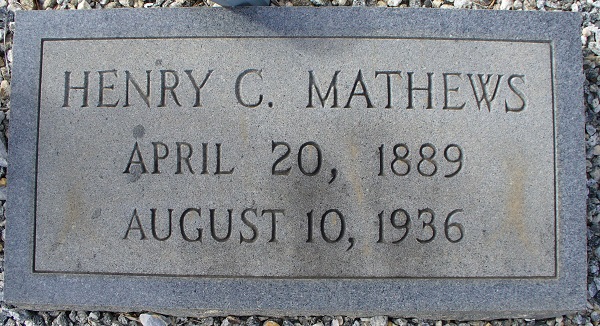 HENRY C. MATHEWS
APRIL 20, 1889
AUGUST 10, 1936